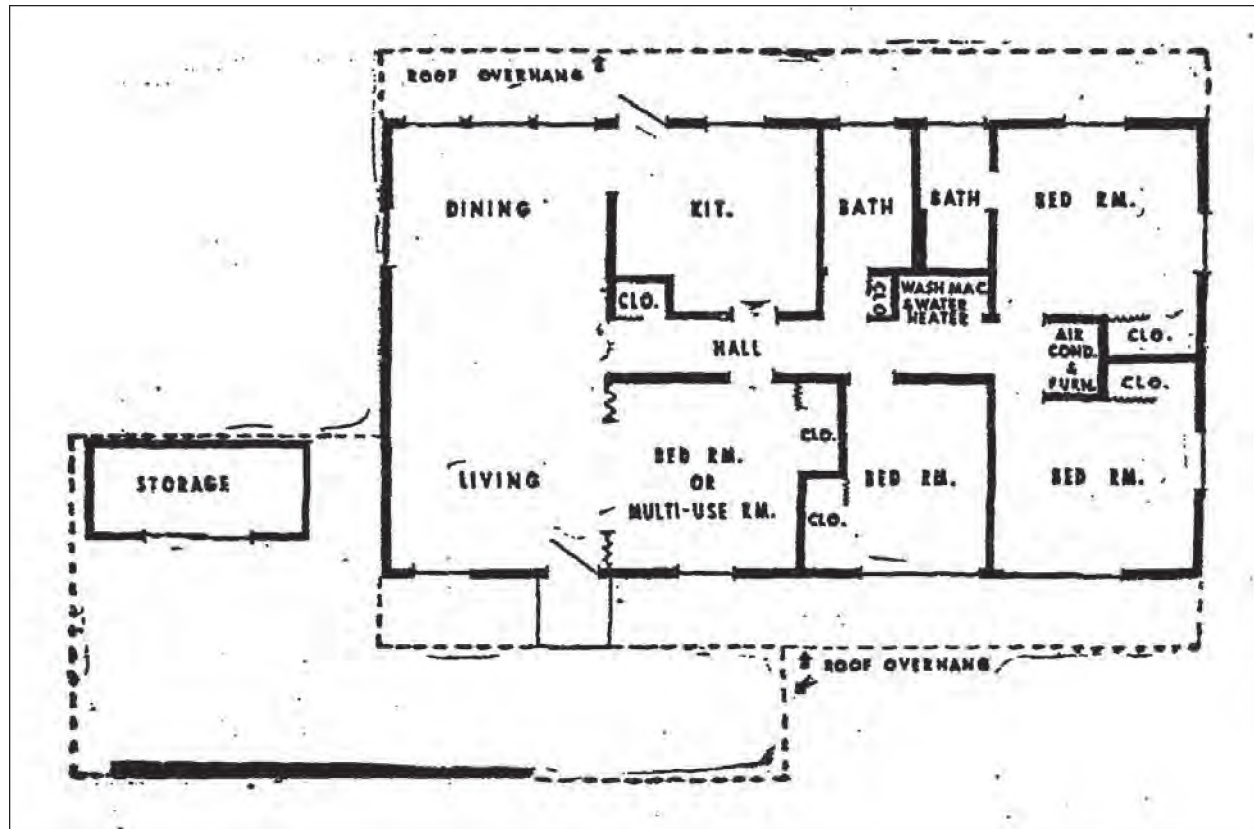 ROOF OVERHANG
DINING
KIT.
BATH
BATH
BED RM.
CLO.
CLO
WASH MAC.
& WATER
HEATER
HALL
AIR
COND.
&
FURN.
CLO.
CLO.
STORAGE
LIVING
BED RM.
OR
MULTI-USE RM.
CLO.
CLO.
BED RM.
BED RM.
ROOF OVERHANG